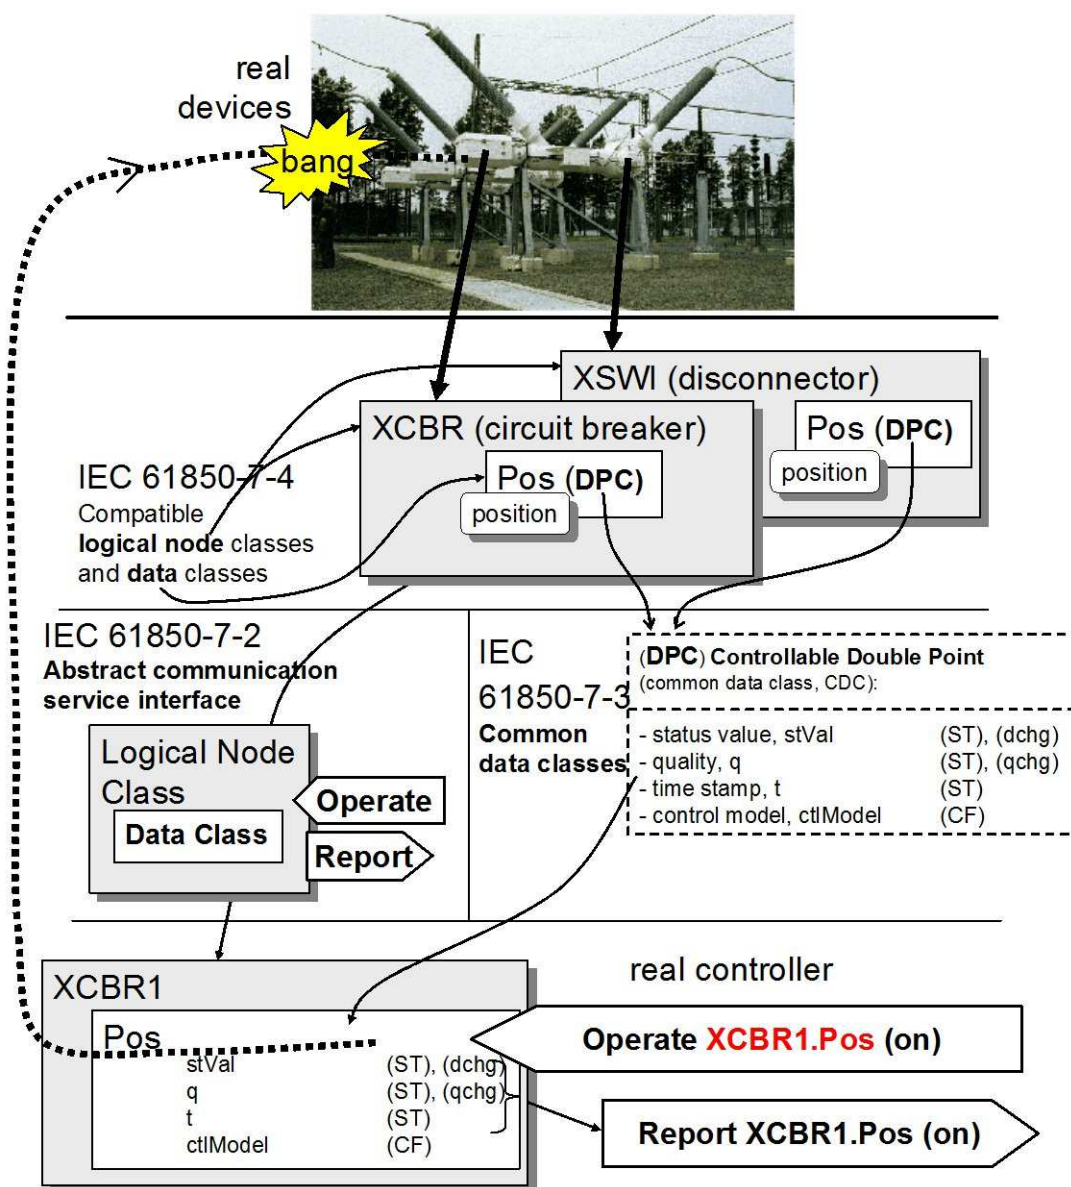 real
devices
bang
XSWI (disconnector)
Pos (DPC)
position
XCBR (circuit breaker)
Pos (DPC)
position
IEC 61850-7-4
Compatible
logical node classes
and data classes
IEC 61850-7-2
Abstract communication
service interface
Logical Node
Class
Data Class
Operate
Report
IEC
61850-7-3
Common
data classes
(DPC) Controllable Double Point
(common data class, CDC):
- status value, stVal (ST), (dchg)
- quality, q (ST), (qchg)
- time stamp, t (ST)
- control model, ctlModel (CF)
real controller
XCBR1
Pos
stVal (ST), (dchg)
q (ST), (qchg)
t (ST)
ctlModel (CF)
Operate XCBR1.Pos (on)
Report XCBR1.Pos (on)